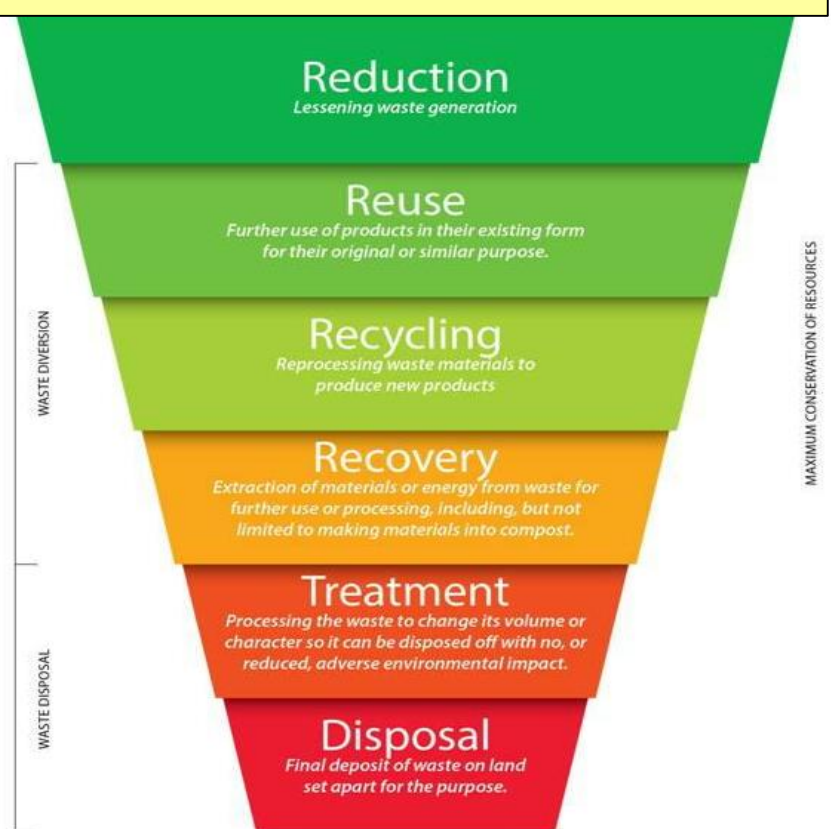 Reduction
Lessening waste generation
Reuse
Further use of products in their existing form
for their original or similar purpose.
Recycling
Reprocessing waste materials to
produce new products
Recovery
Extraction of materials or energy from waste for
further use or processing, including, but not
limited to making materials into compost.
Treatment
Processing the waste to change its volume or
character so it can be disposed off with no, or
reduced, adverse environmental impact.
Disposal
Final deposit of waste on land
set apart for the purpose.
WASTE DIVERSION
WASTE DISPOSAL
MAXIMUM CONSERVATION OF RESOURCES